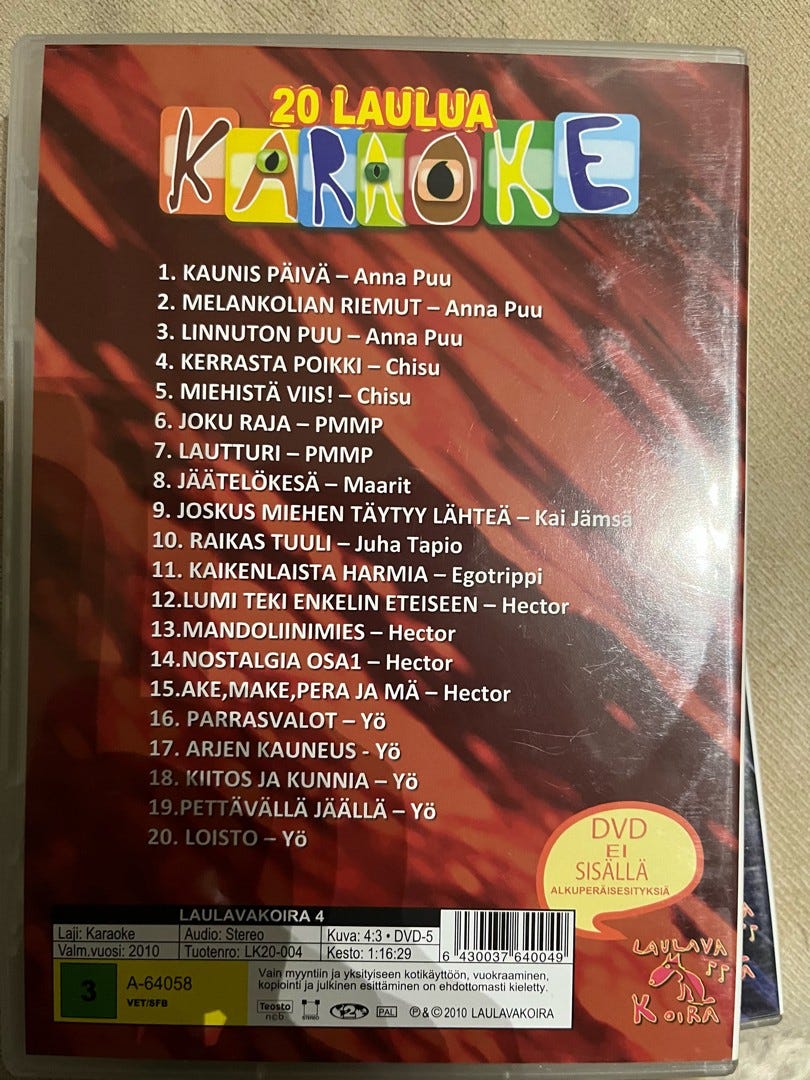 20 LAULUA
KARAOKE
1. KAUNIS PÄIVÄ – Anna Puu
2. MELANKOLIAN RIEMUT – Anna Puu
3. LINNUTON PUU – Anna Puu
4. KERRASTA POIKKI – Chisu
5. MIEHISTÄ VIIS! – Chisu
6. JOKU RAJA – PMMP
7. LAUTTURI – PMMP
8. JÄÄTELÖKESÄ – Maarit
9. JOSKUS MIEHEN TÄYTYY LÄHTEÄ – Kai Jämsä
10. RAIKAS TUULI – Juha Tapio
11. KAIKENLAISTA HARMIA – Egotrippi
12.LUMI TEKI ENKELIN ETEISEEN – Hector
13.MANDOLIINIMIES – Hector
14.NOSTALGIA OSA1 – Hector
15.AKE,MAKE,PERA JA MÄ – Hector
16. PARRASVALOT – Yö
17. ARJEN KAUNEUS - Yö
18. KIITOS JA KUNNIA – Yö
19.PETTÄVÄLLÄ JÄÄLLÄ – Yö
20. LOISTO – Yö
DVD
EI
SISÄLLÄ
ALKUPERÄISESITYKSIÄ
LAULAVAKOIRA 4
Laji: Karaoke Audio: Stereo Kuva: 4:3 • DVD-5
Valm.vuosi: 2010 Tuotenro: LK20-004 Kesto: 1:16:29
6 430037 640049
3 A-64058
VET/SFB
Vain myyntiin ja yksityiseen kotikäyttöön, vuokraaminen,
kopiointi ja julkinen esittäminen on ehdottomasti kielletty.
Teosto
ncb
STEREO
2
PAL
℗ & © 2010 LAULAVAKOIRA
LAULAVA
KOIRA